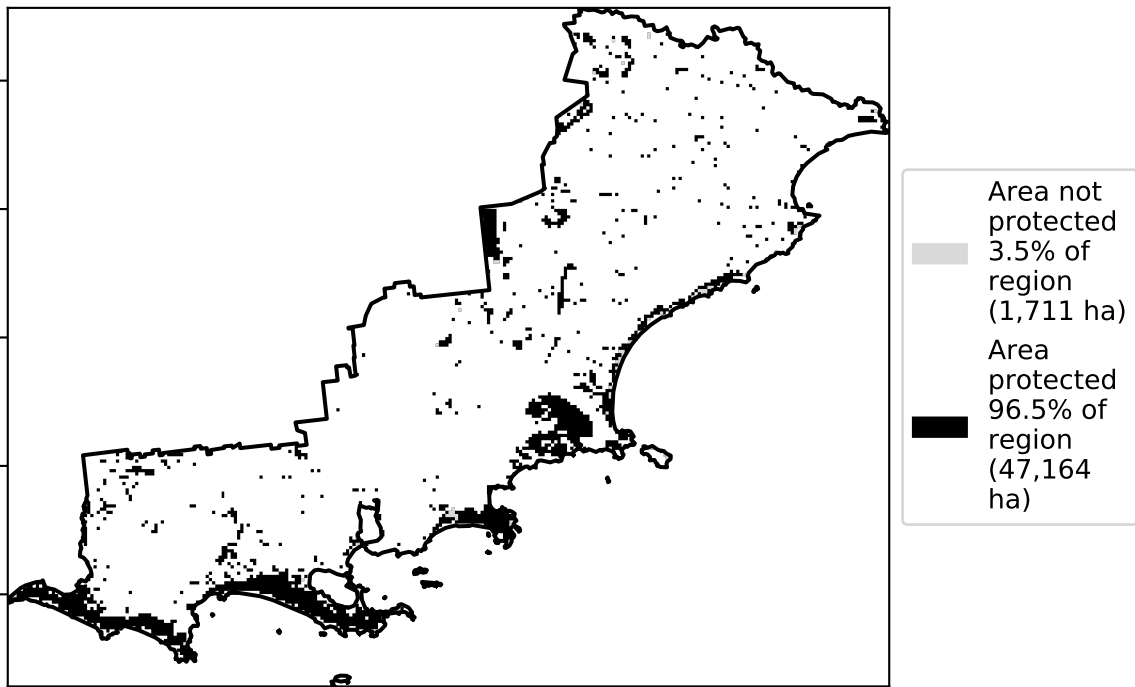 Area not
protected
3.5% of
region
(1,711 ha)
Area
protected
96.5% of
region
(47,164
ha)